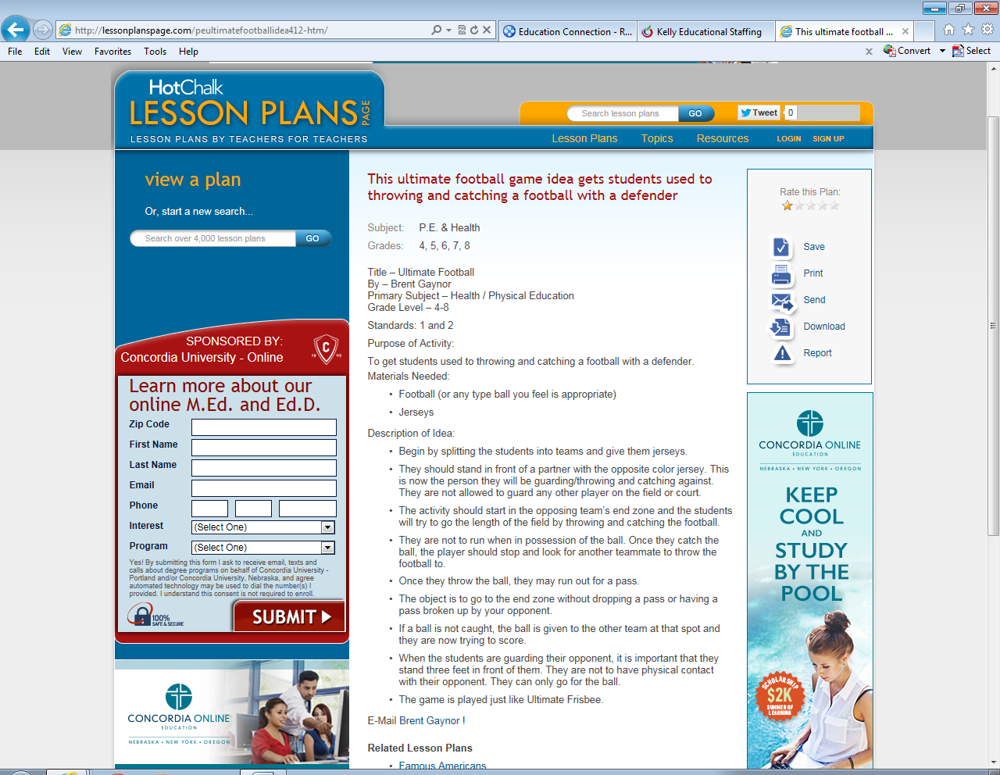 http://lessonplanspage.com/peultimatefootballidea412-htm/
Education Connection - R...
Kelly Educational Staffing
This ultimate football ...
File Edit View Favorites Tools Help
Convert
Select
HotChalk
LESSON PLANS PAGE
LESSON PLANS BY TEACHERS FOR TEACHERS
Search lesson plans
GO
Tweet
0
Lesson Plans
Topics
Resources
LOGIN
SIGN UP
view a plan
Or, start a new search...
Search over 4,000 lesson plans
GO
SPONSORED BY:
Concordia University - Online
C
Learn more about our
online M.Ed. and Ed.D.
Zip Code
First Name
Last Name
Email
Phone
Interest (Select One)
Program (Select One)
Yes! By submitting this form I ask to receive email, texts and
calls about degree programs on behalf of Concordia University -
Portland and/or Concordia University, Nebraska, and agree
automated technology may be used to dial the number(s) I
provided. I understand this consent is not required to enroll.
100%
SAFE & SECURE
SUBMIT
CONCORDIA ONLINE
EDUCATION
NEBRASKA • NEW YORK • OREGON
This ultimate football game idea gets students used to
throwing and catching a football with a defender
Subject: P.E. & Health
Grades: 4, 5, 6, 7, 8
Title – Ultimate Football
By – Brent Gaynor
Primary Subject – Health / Physical Education
Grade Level – 4-8
Standards: 1 and 2
Purpose of Activity:
To get students used to throwing and catching a football with a defender.
Materials Needed:
• Football (or any type ball you feel is appropriate)
• Jerseys
Description of Idea:
• Begin by splitting the students into teams and give them jerseys.
• They should stand in front of a partner with the opposite color jersey. This
is now the person they will be guarding/throwing and catching against.
They are not allowed to guard any other player on the field or court.
• The activity should start in the opposing team's end zone and the students
will try to go the length of the field by throwing and catching the football.
• They are not to run when in possession of the ball. Once they catch the
ball, the player should stop and look for another teammate to throw the
football to.
• Once they throw the ball, they may run out for a pass.
• The object is to go to the end zone without dropping a pass or having a
pass broken up by your opponent.
• If a ball is not caught, the ball is given to the other team at that spot and
they are now trying to score.
• When the students are guarding their opponent, it is important that they
stand three feet in front of them. They are not to have physical contact
with their opponent. They can only go for the ball.
• The game is played just like Ultimate Frisbee.
E-Mail Brent Gaynor !
Related Lesson Plans
• Famous Americans
Rate this Plan:
Save
Print
Send
Download
Report
CONCORDIA ONLINE
EDUCATION
NEBRASKA • NEW YORK • OREGON
KEEP
COOL
AND
STUDY
BY THE
POOL
SCHOLARSHIP
$2K
SUMMER OF
LEARNING